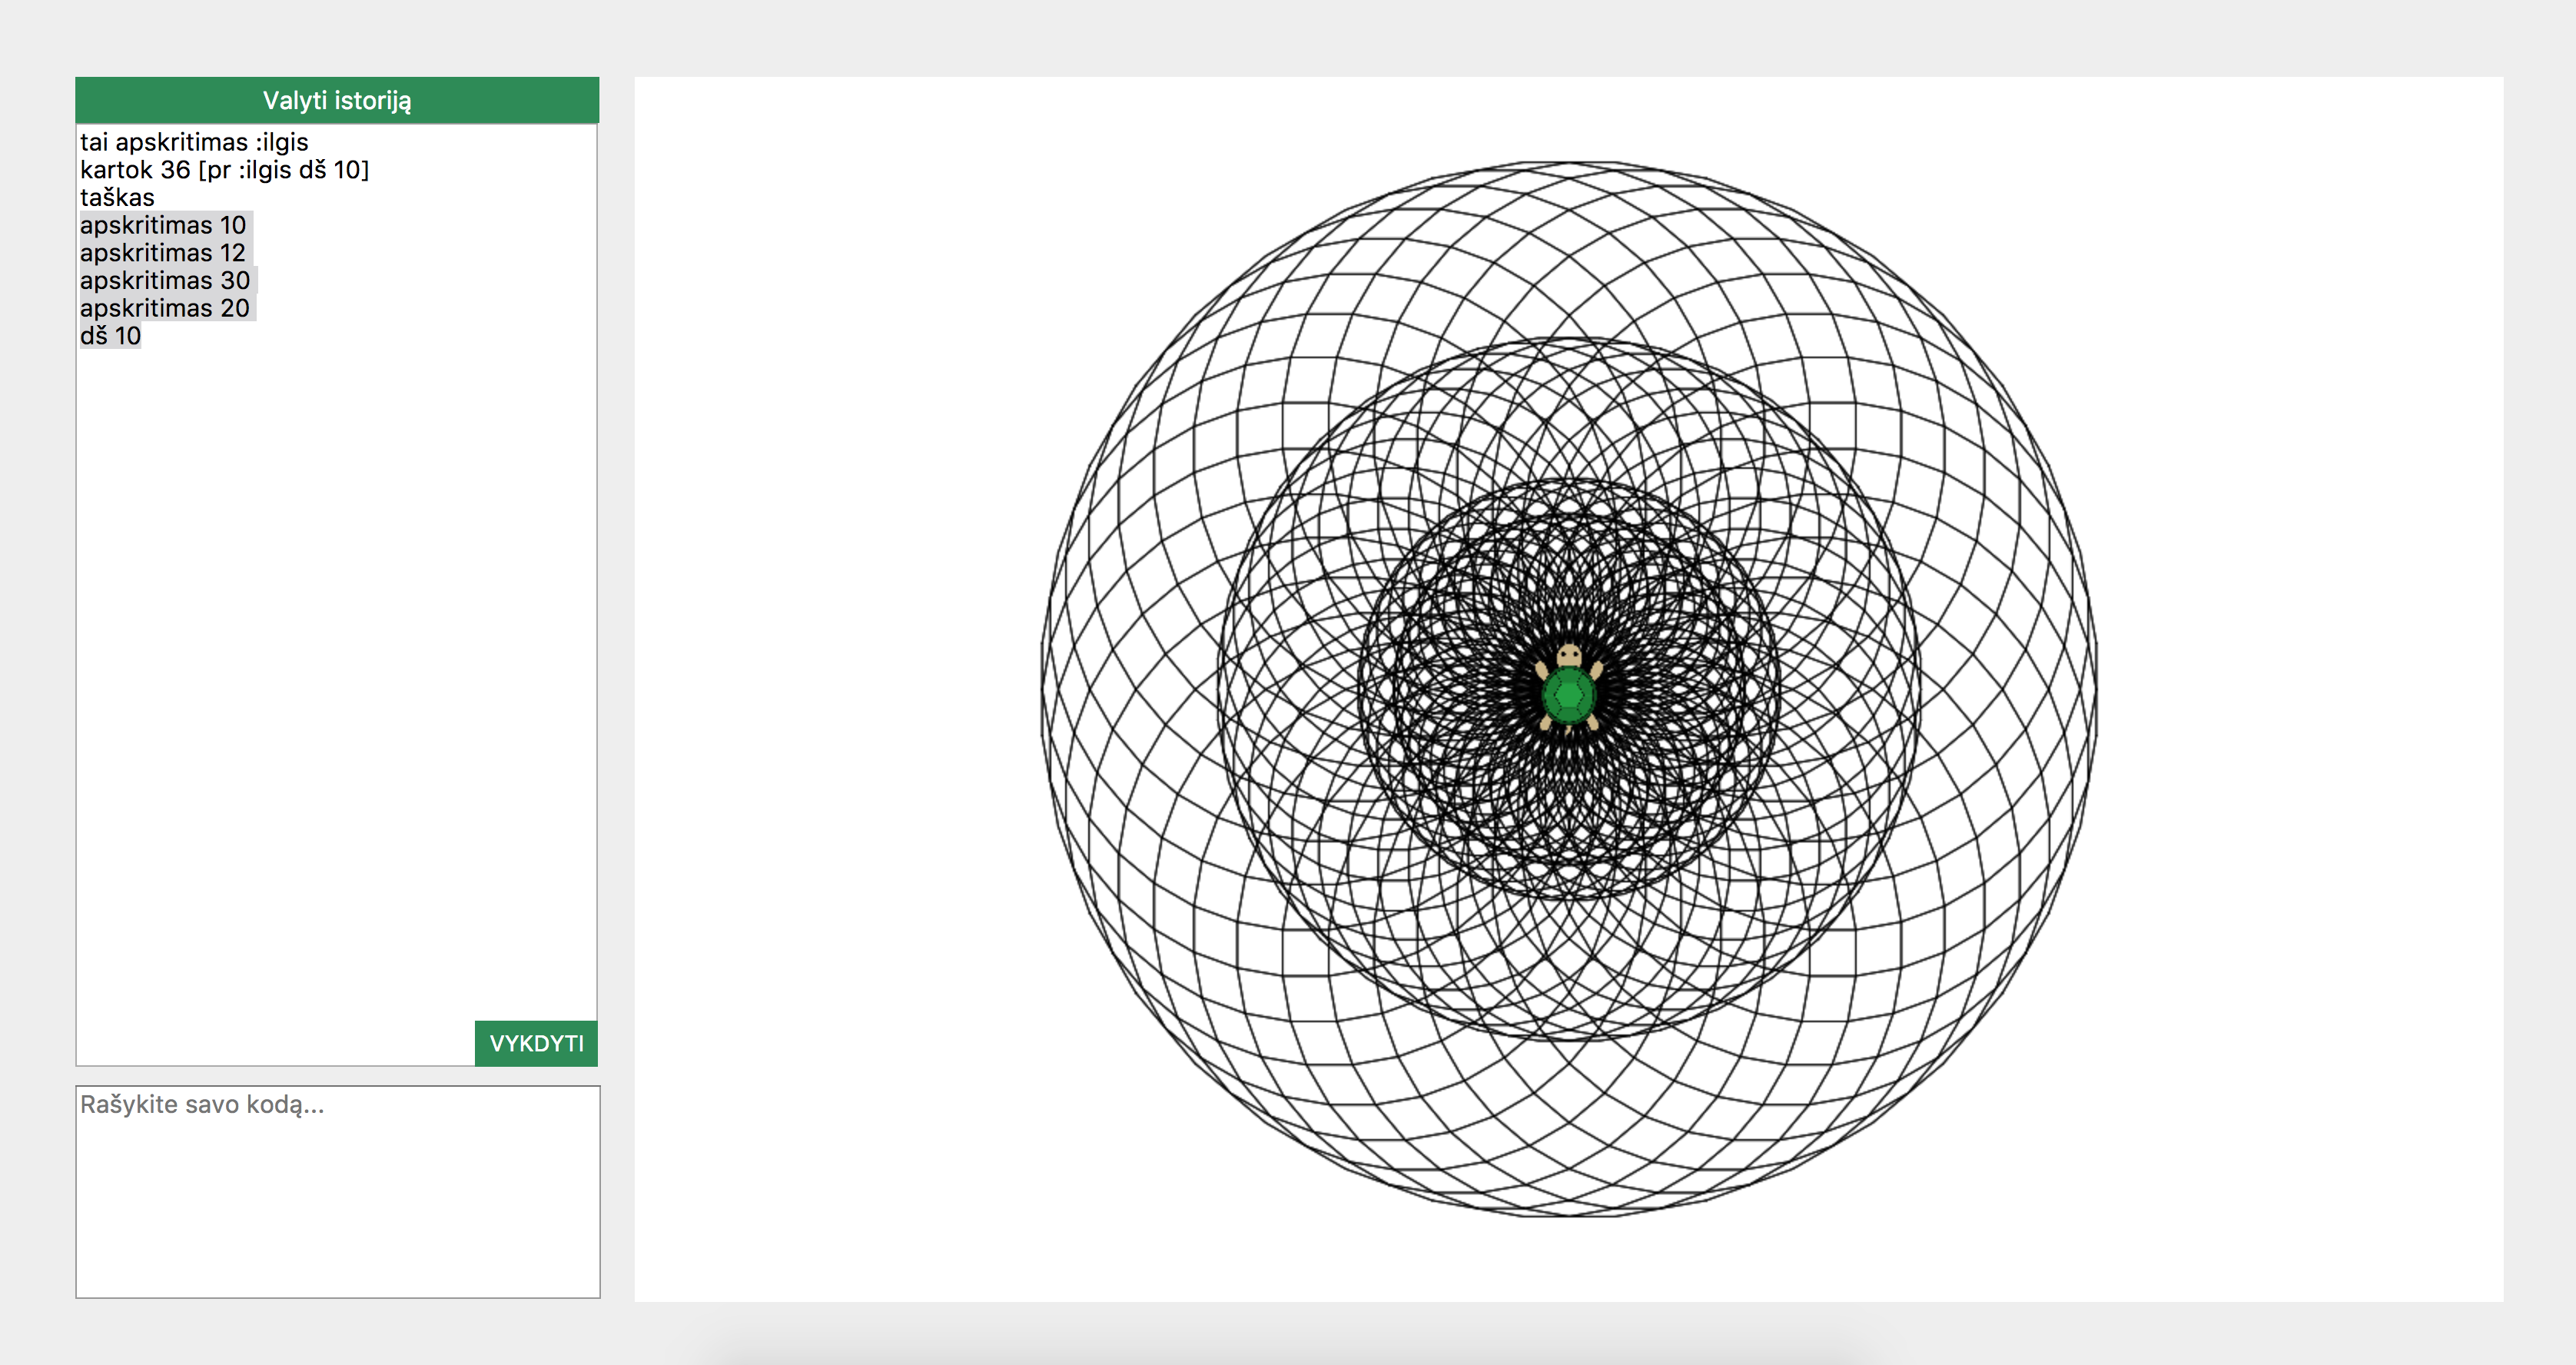 Valyti istoriją
tai apskritimas :ilgis
kartok 36 [pr :ilgis dš 10]
taškas
apskritimas 10
apskritimas 12
apskritimas 30
apskritimas 20
dš 10
VYKDYTI
Rašykite savo kodą...